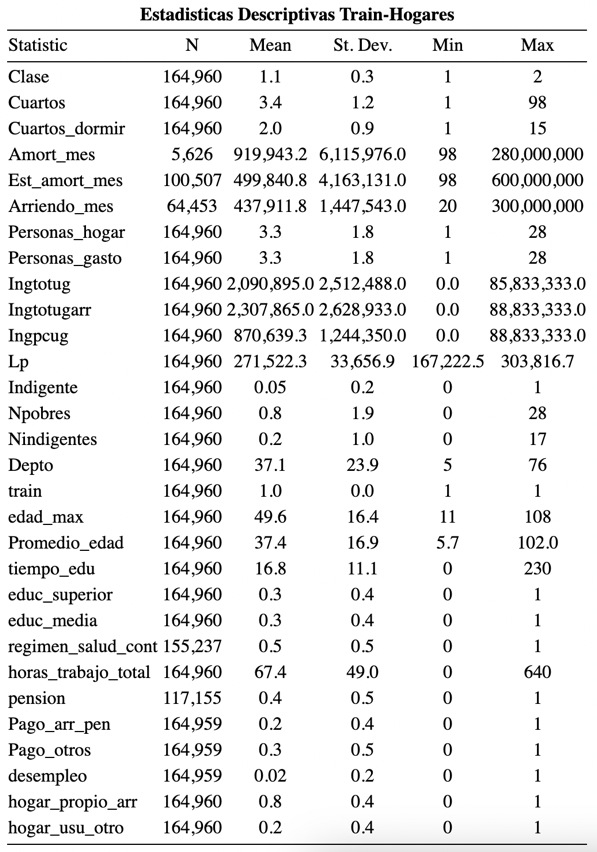 Estadisticas Descriptivas Train-Hogares
Statistic N Mean St. Dev. Min Max
Clase 164,960 1.1 0.3 1 2
Cuartos 164,960 3.4 1.2 1 98
Cuartos_dormir 164,960 2.0 0.9 1 15
Amort_mes 5,626 919,943.2 6,115,976.0 98 280,000,000
Est_amort_mes 100,507 499,840.8 4,163,131.0 98 600,000,000
Arriendo_mes 64,453 437,911.8 1,447,543.0 20 300,000,000
Personas_hogar 164,960 3.3 1.8 1 28
Personas_gasto 164,960 3.3 1.8 1 28
Ingtotug 164,960 2,090,895.0 2,512,488.0 0.0 85,833,333.0
Ingtotugarr 164,960 2,307,865.0 2,628,933.0 0.0 88,833,333.0
Ingpcug 164,960 870,639.3 1,244,350.0 0.0 88,833,333.0
Lp 164,960 271,522.3 33,656.9 167,222.5 303,816.7
Indigente 164,960 0.05 0.2 0 1
Npobres 164,960 0.8 1.9 0 28
Nindigentes 164,960 0.2 1.0 0 17
Depto 164,960 37.1 23.9 5 76
train 164,960 1.0 0.0 1 1
edad_max 164,960 49.6 16.4 11 108
Promedio_edad 164,960 37.4 16.9 5.7 102.0
tiempo_edu 164,960 16.8 11.1 0 230
educ_superior 164,960 0.3 0.4 0 1
educ_media 164,960 0.3 0.4 0 1
regimen_salud_cont 155,237 0.5 0.5 0 1
horas_trabajo_total 164,960 67.4 49.0 0 640
pension 117,155 0.4 0.5 0 1
Pago_arr_pen 164,959 0.2 0.4 0 1
Pago_otros 164,959 0.3 0.5 0 1
desempleo 164,959 0.02 0.2 0 1
hogar_propio_arr 164,960 0.8 0.4 0 1
hogar_usu_otro 164,960 0.2 0.4 0 1